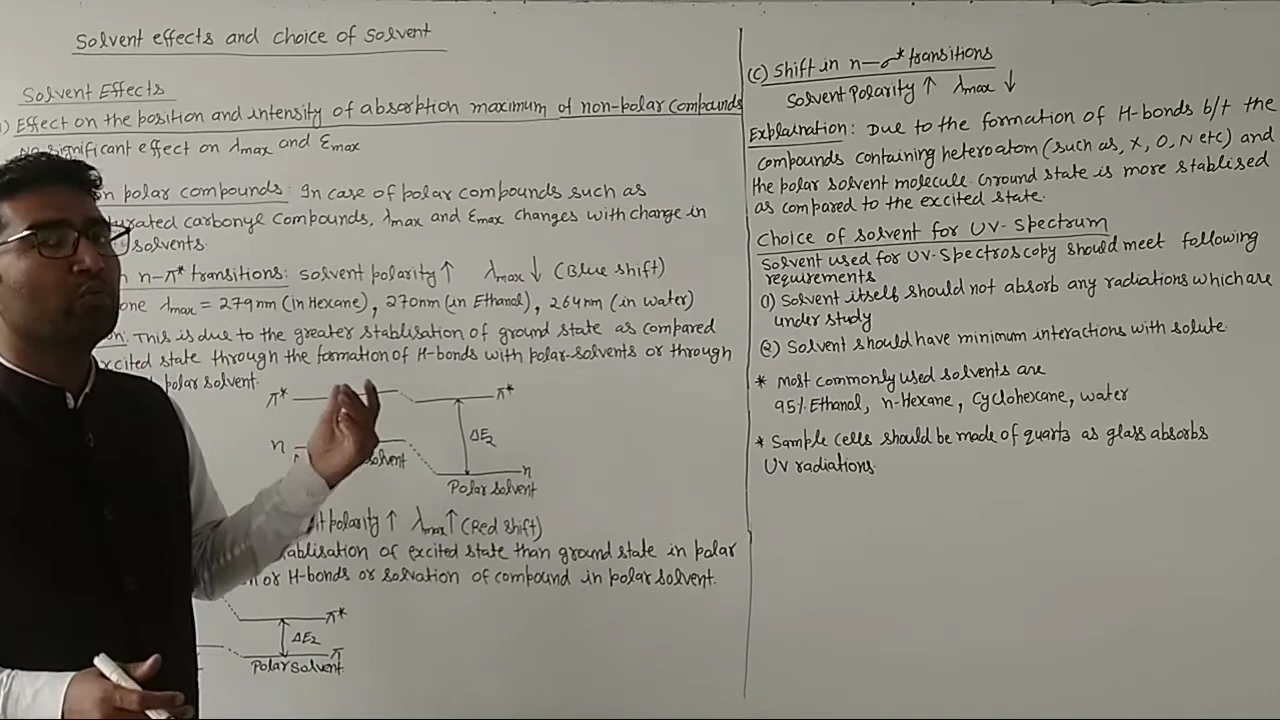 Solvent effects and choice of solvent
Solvent Effects
) Effect on the position and intensity of absorption maximum of non-polar compounds
No significant effect on λmax and Emax
on polar compounds: In case of polar compounds such as
turated carbonyl compounds, λmax and Emax changes with change in
solvents.
n n-π* transitions: solvent polarity ↑ λmax ↓ (Blue shift)
one λmax = 279nm (in Hexane), 270nm (in Ethanol), 264nm (in water)
on: This is due to the greater stablisation of ground state as compared
excited state through the formation of H-bonds with polar-solvents or through
polar solvent.
π* π*
ΔE2
n n
solvent
Polar solvent
t polarity ↑ λmax ↑ (Red shift)
ablisation of excited state than ground state in polar
or H-bonds or solvation of compound in polar solvent.
π*
ΔE2
π
Polar solvent
(C) Shift in n-σ* transitions
Solvent Polarity ↑ λmax ↓
Explaination: Due to the formation of H-bonds b/t the
compounds containing heteroatom (such as, X, O, N etc) and
the polar solvent molecule. Ground state is more stablised
as compared to the excited state.
Choice of solvent for UV-Spectrum
Solvent used for UV-Spectroscopy should meet following
requirements
(1) Solvent itself should not absorb any radiations which are
under study
(2) Solvent should have minimum interactions with solute.
* Most commonly used solvents are
95% Ethanol, n-Hexane, Cyclohexane, water
* Sample cells should be made of quartz as glass absorbs
UV radiations.